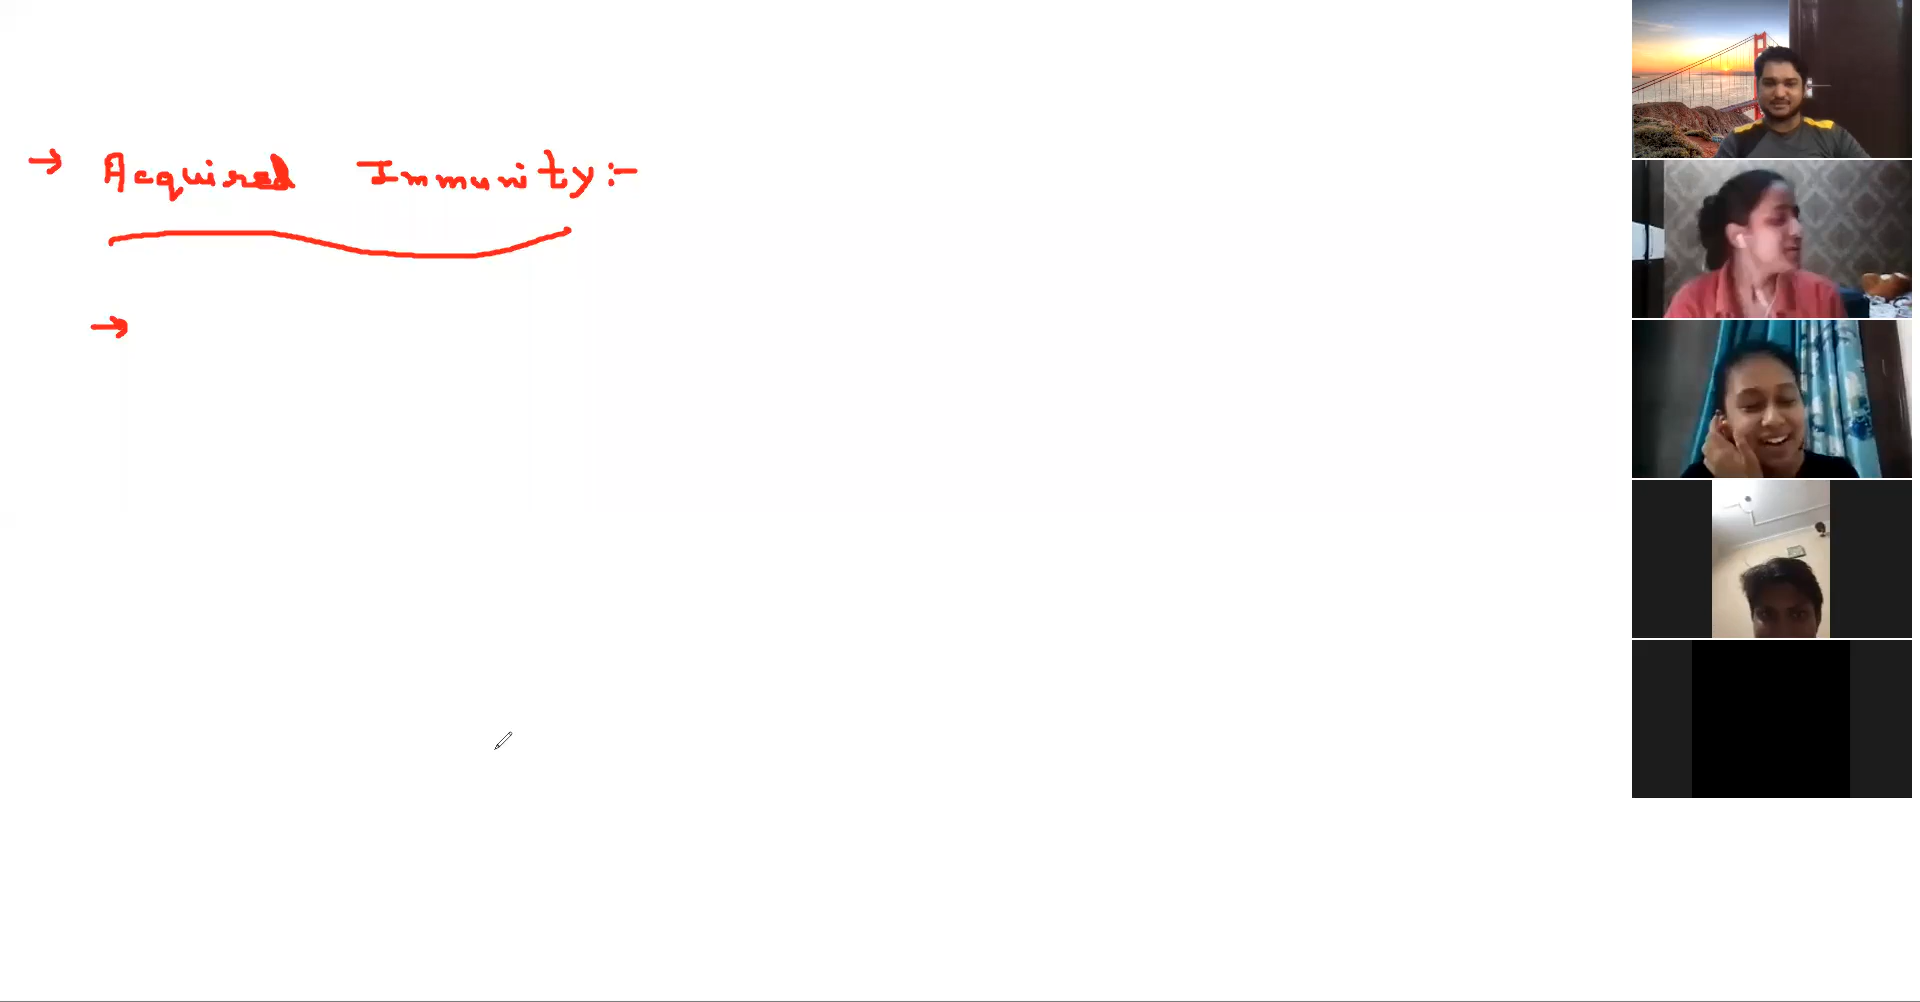 → Acquired Immunity:-
→